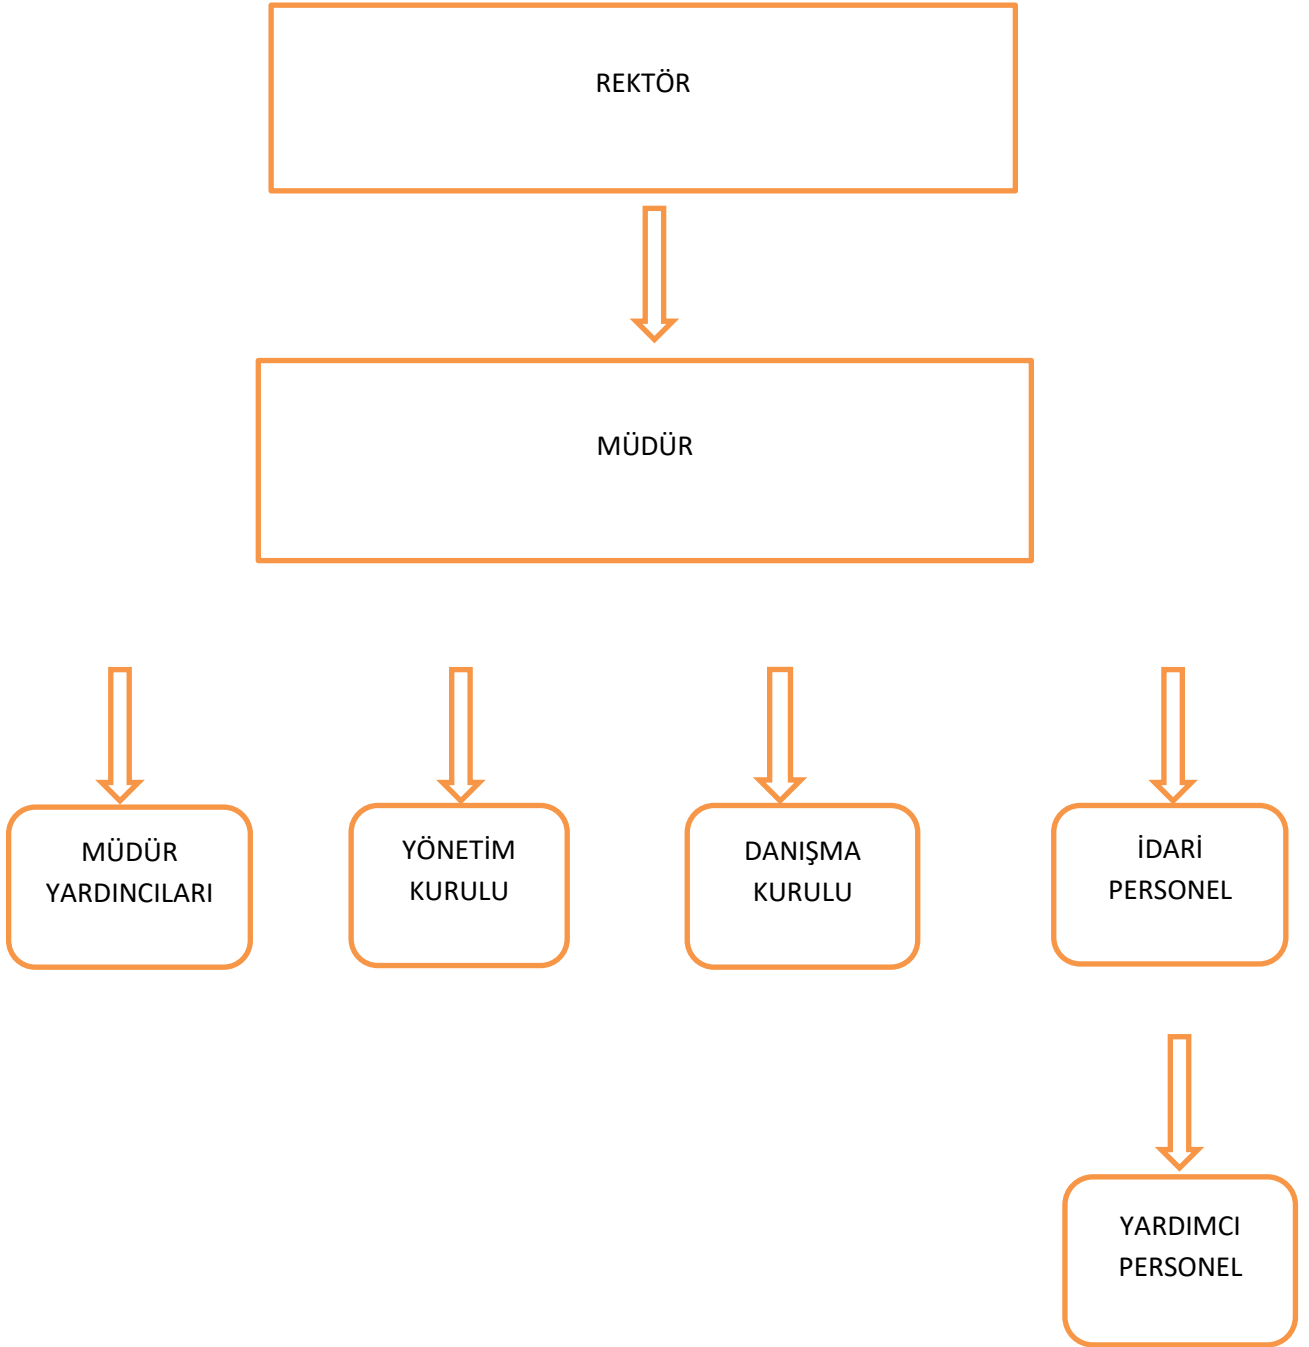 REKTÖR
MÜDÜR
MÜDÜR
YARDINCILARI
YÖNETİM
KURULU
DANIŞMA
KURULU
İDARİ
PERSONEL
YARDIMCI
PERSONEL